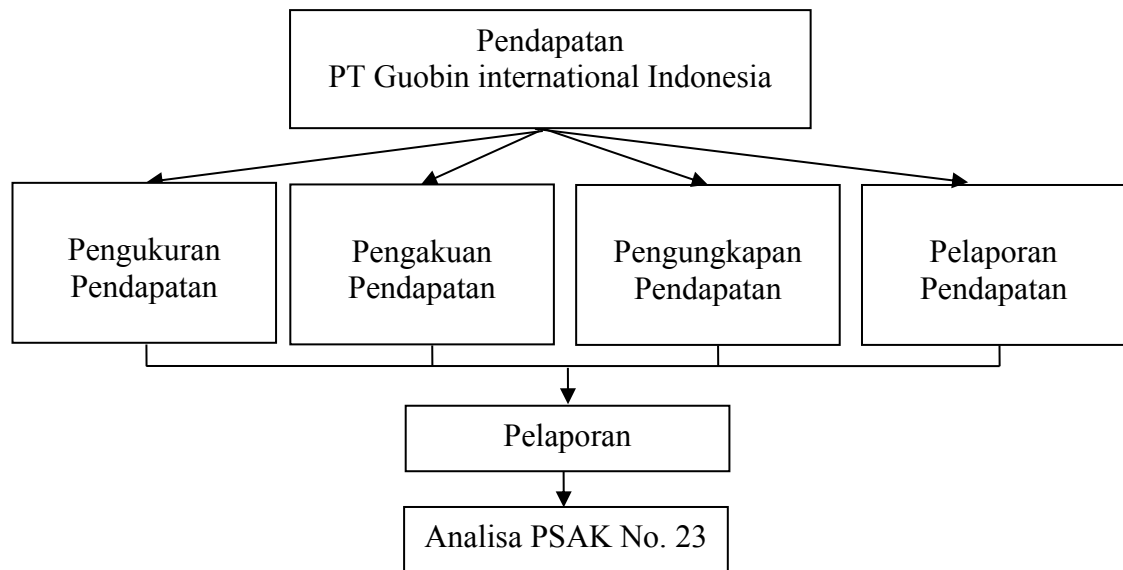 Pendapatan
PT Guobin international Indonesia
Pengukuran
Pendapatan
Pengakuan
Pendapatan
Pengungkapan
Pendapatan
Pelaporan
Pendapatan
Pelaporan
Analisa PSAK No. 23